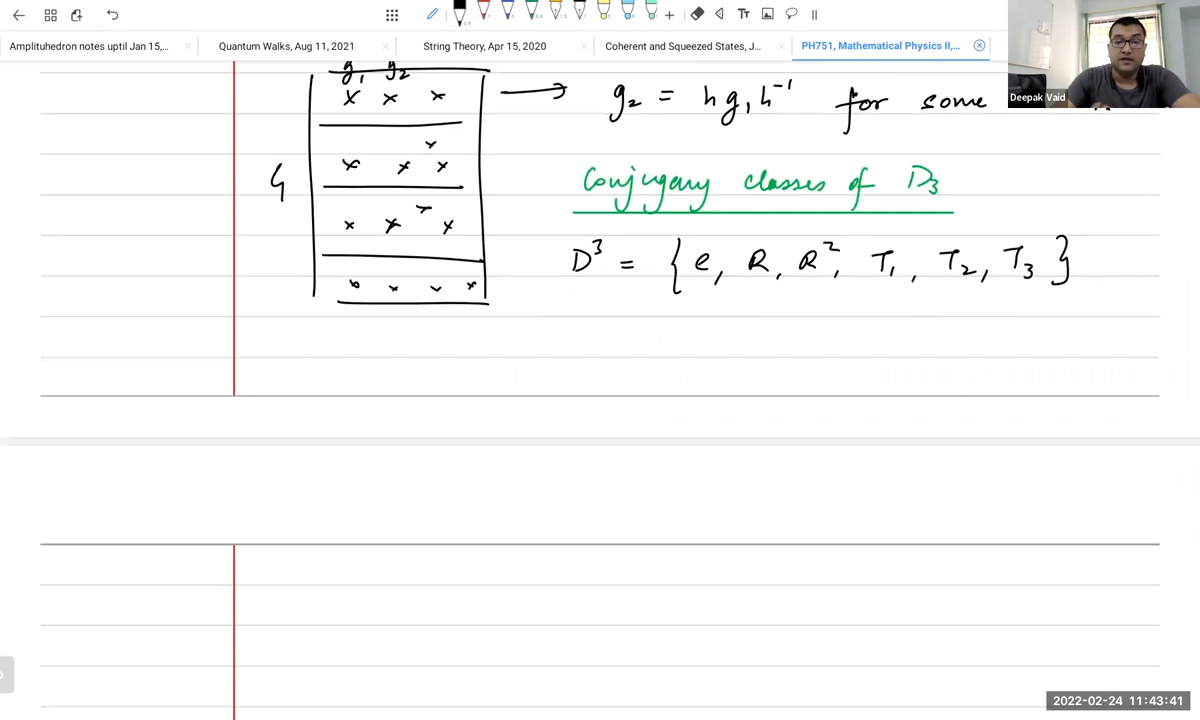 Amplituhedron notes uptil Jan 15,...
Quantum Walks, Aug 11, 2021
String Theory, Apr 15, 2020
Coherent and Squeezed States, J...
PH751, Mathematical Physics II,...
Deepak Vaid
g₁ g₂
→ g₂ = h g₁ h⁻¹ for some
G
Conjugacy classes of D₃
D³ = { e, R, R², T₁, T₂, T₃ }
2022-02-24 11:43:41